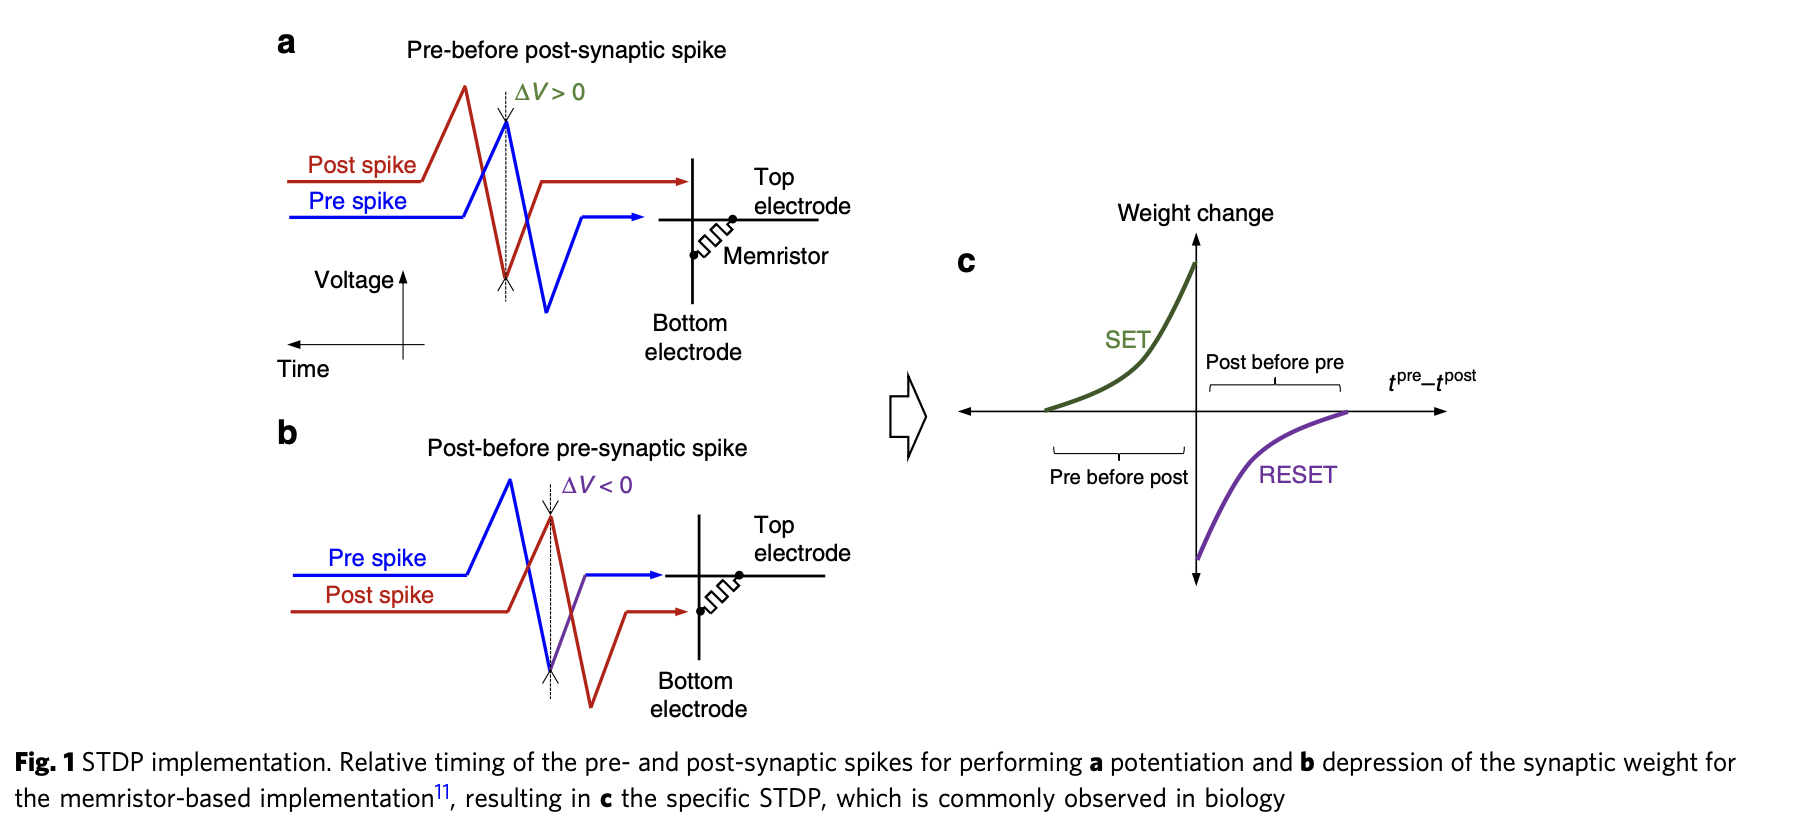 a
Pre-before post-synaptic spike
ΔV > 0
Post spike
Pre spike
Top
electrode
Memristor
Voltage
Bottom
electrode
Time
b
Post-before pre-synaptic spike
ΔV < 0
Pre spike
Post spike
Top
electrode
Bottom
electrode
c
Weight change
SET
Post before pre
tpre–tpost
Pre before post
RESET
Fig. 1 STDP implementation. Relative timing of the pre- and post-synaptic spikes for performing a potentiation and b depression of the synaptic weight for
the memristor-based implementation11, resulting in c the specific STDP, which is commonly observed in biology